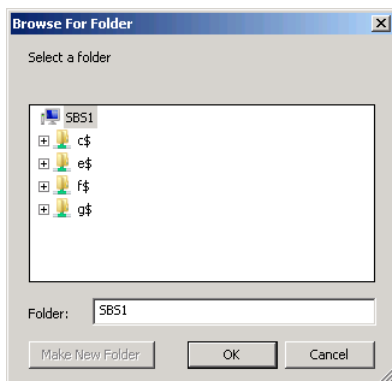 Browse For Folder
Select a folder
SBS1
c$
e$
f$
g$
Folder: SBS1
Make New Folder OK Cancel